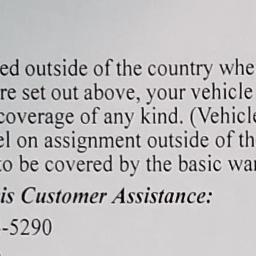 ed outside of the country whe
re set out above, your vehicle
coverage of any kind. (Vehicle
el on assignment outside of th
to be covered by the basic war
is Customer Assistance:
-5290